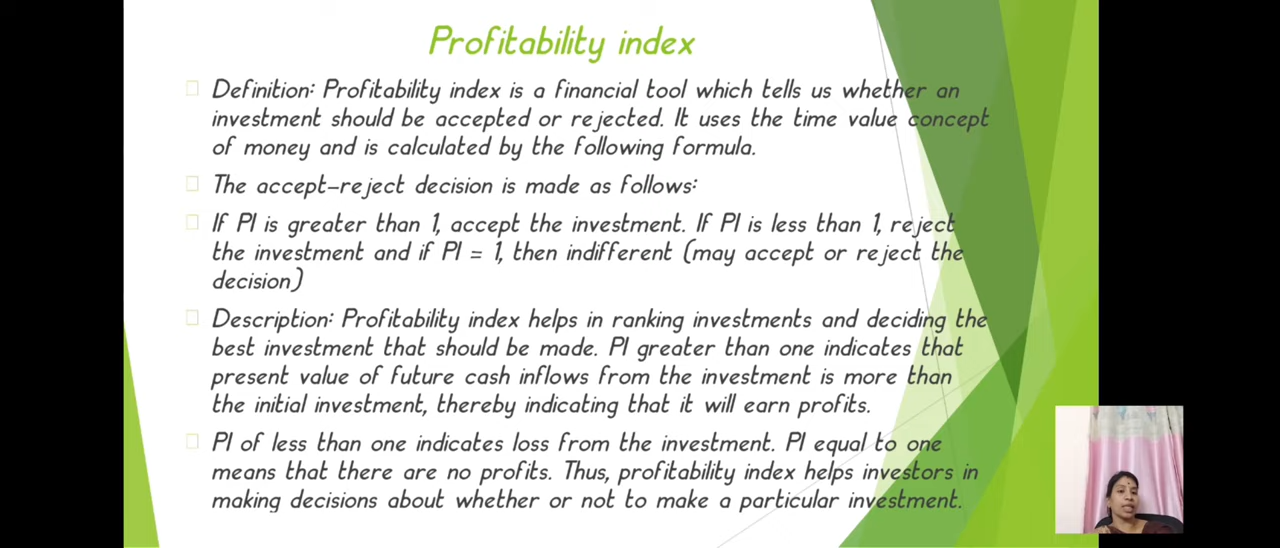 Profitability index
Definition: Profitability index is a financial tool which tells us whether an
investment should be accepted or rejected. It uses the time value concept
of money and is calculated by the following formula.
The accept-reject decision is made as follows:
If PI is greater than 1, accept the investment. If PI is less than 1, reject
the investment and if PI = 1, then indifferent (may accept or reject the
decision)
Description: Profitability index helps in ranking investments and deciding the
best investment that should be made. PI greater than one indicates that
present value of future cash inflows from the investment is more than
the initial investment, thereby indicating that it will earn profits.
PI of less than one indicates loss from the investment. PI equal to one
means that there are no profits. Thus, profitability index helps investors in
making decisions about whether or not to make a particular investment.